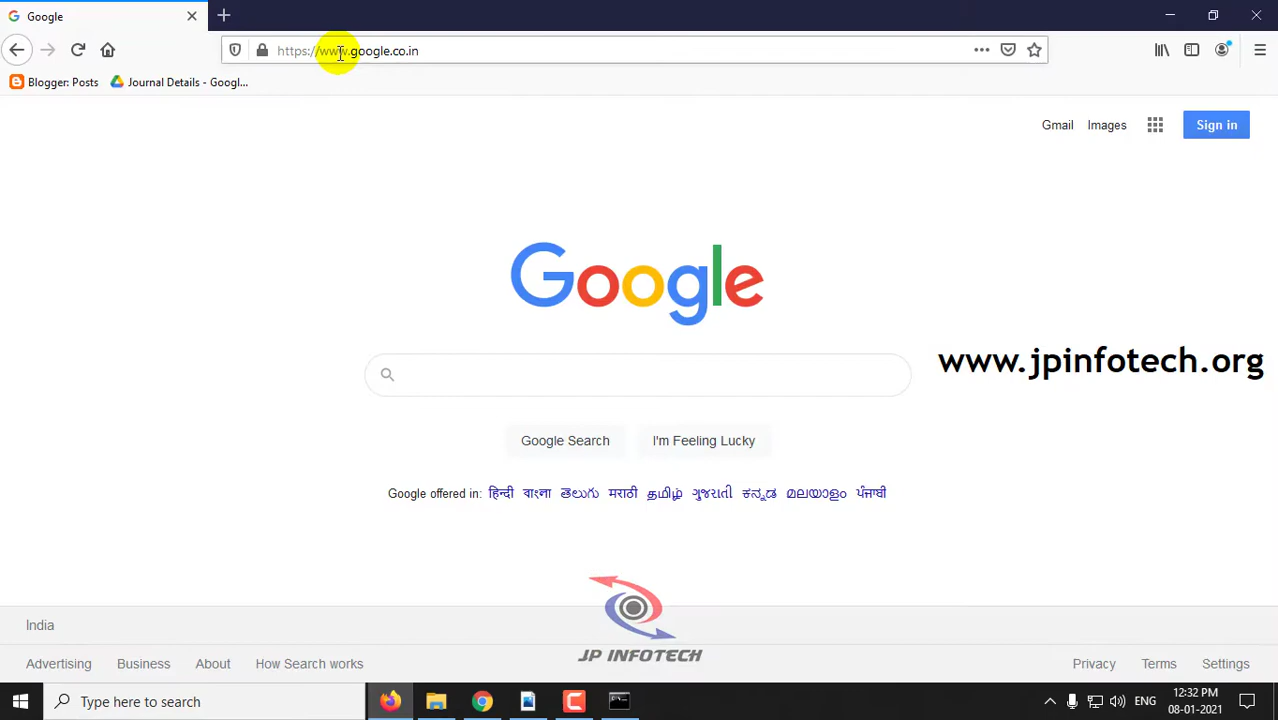 Google
https://www.google.co.in
Blogger: Posts
Journal Details - Googl...
Gmail
Images
Sign in
Google
www.jpinfotech.org
Google Search
I'm Feeling Lucky
Google offered in: हिन्दी বাংলা తెలుగు मराठी தமிழ் ગુજરાતી ಕನ್ನಡ മലയാളം ਪੰਜਾਬੀ
JP INFOTECH
India
Advertising
Business
About
How Search works
Privacy
Terms
Settings
Type here to search
ENG
12:32 PM
08-01-2021